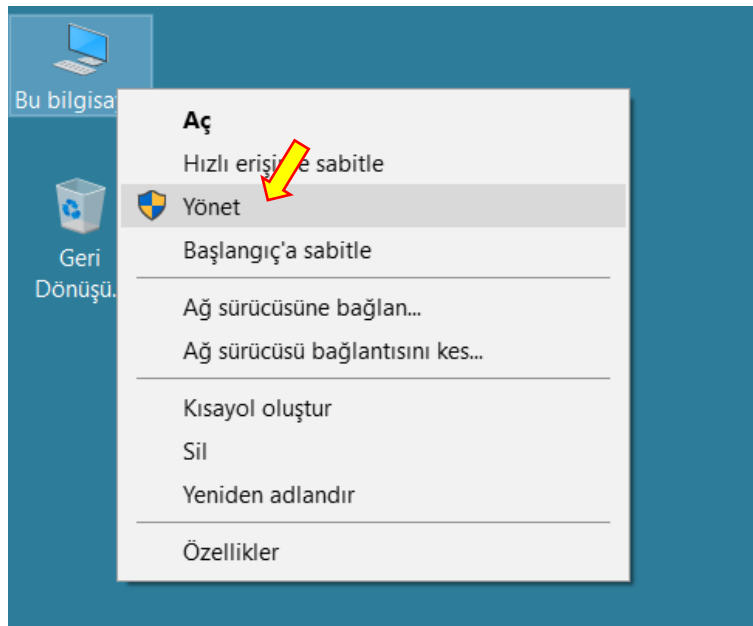 Bu bilgisa
Aç
Hızlı erişime sabitle
Yönet
Başlangıç'a sabitle
Ağ sürücüsüne bağlan...
Ağ sürücüsü bağlantısını kes...
Kısayol oluştur
Sil
Yeniden adlandır
Özellikler
Geri
Dönüşü.